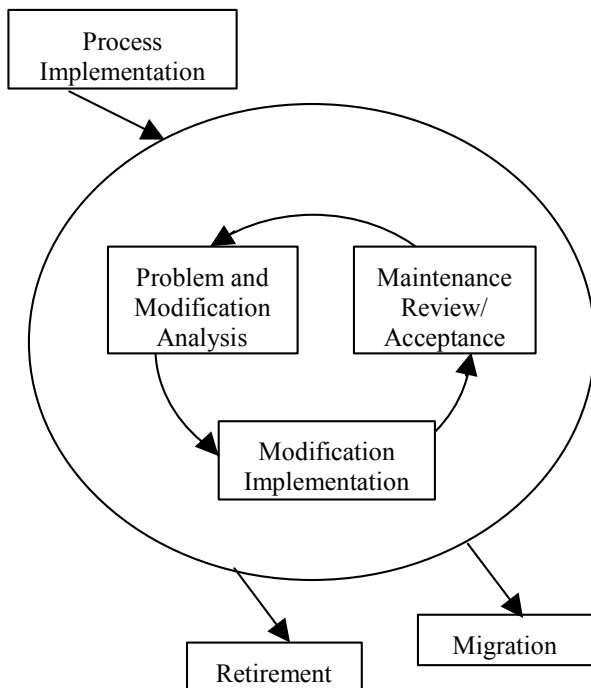 Process
Implementation
Problem and
Modification
Analysis
Maintenance
Review/
Acceptance
Modification
Implementation
Retirement
Migration